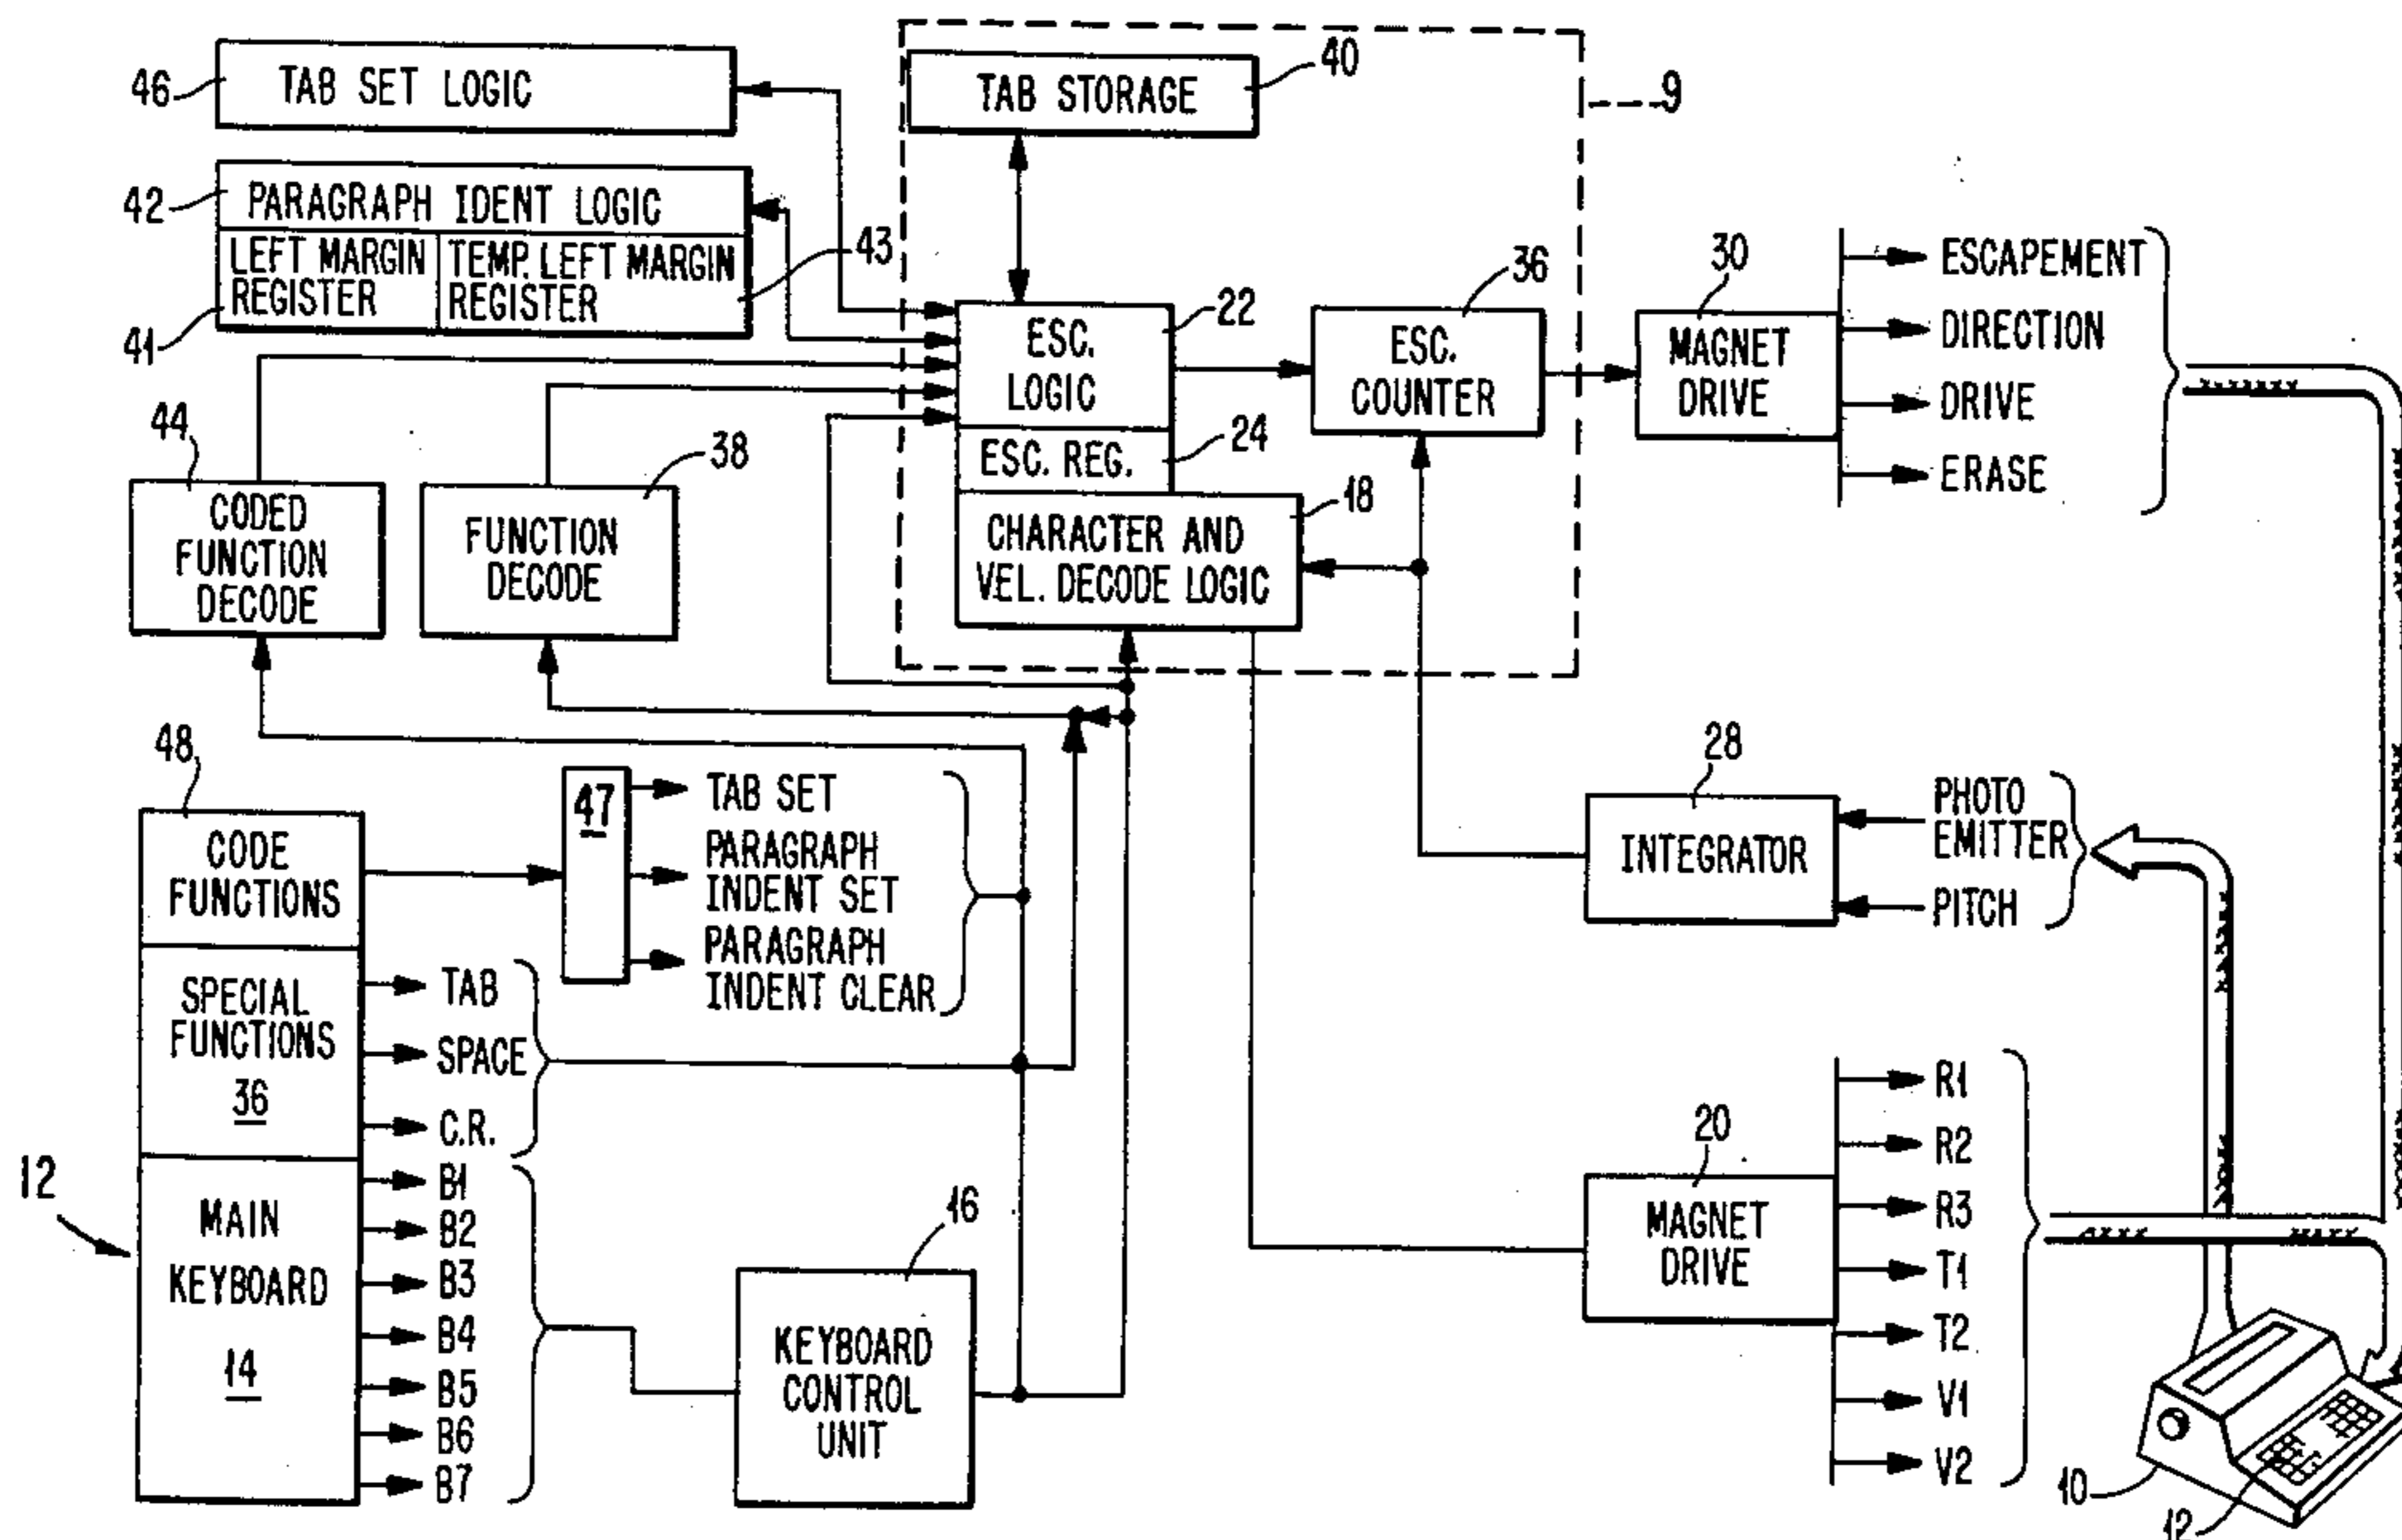 46
TAB SET LOGIC
TAB STORAGE
40
9
42
PARAGRAPH IDENT LOGIC
LEFT MARGIN
REGISTER
TEMP. LEFT MARGIN
REGISTER
43
41
ESC.
LOGIC
22
ESC.
COUNTER
36
MAGNET
DRIVE
30
ESCAPEMENT
DIRECTION
DRIVE
ERASE
ESC. REG.
24
44
CODED
FUNCTION
DECODE
FUNCTION
DECODE
38
CHARACTER AND
VEL. DECODE LOGIC
18
48
CODE
FUNCTIONS
47
TAB SET
PARAGRAPH
INDENT SET
PARAGRAPH
INDENT CLEAR
28
INTEGRATOR
PHOTO
EMITTER
PITCH
SPECIAL
FUNCTIONS
36
TAB
SPACE
C.R.
12
MAIN
KEYBOARD
14
B1
B2
B3
B4
B5
B6
B7
16
KEYBOARD
CONTROL
UNIT
20
MAGNET
DRIVE
R1
R2
R3
T1
T2
V1
V2
10
12